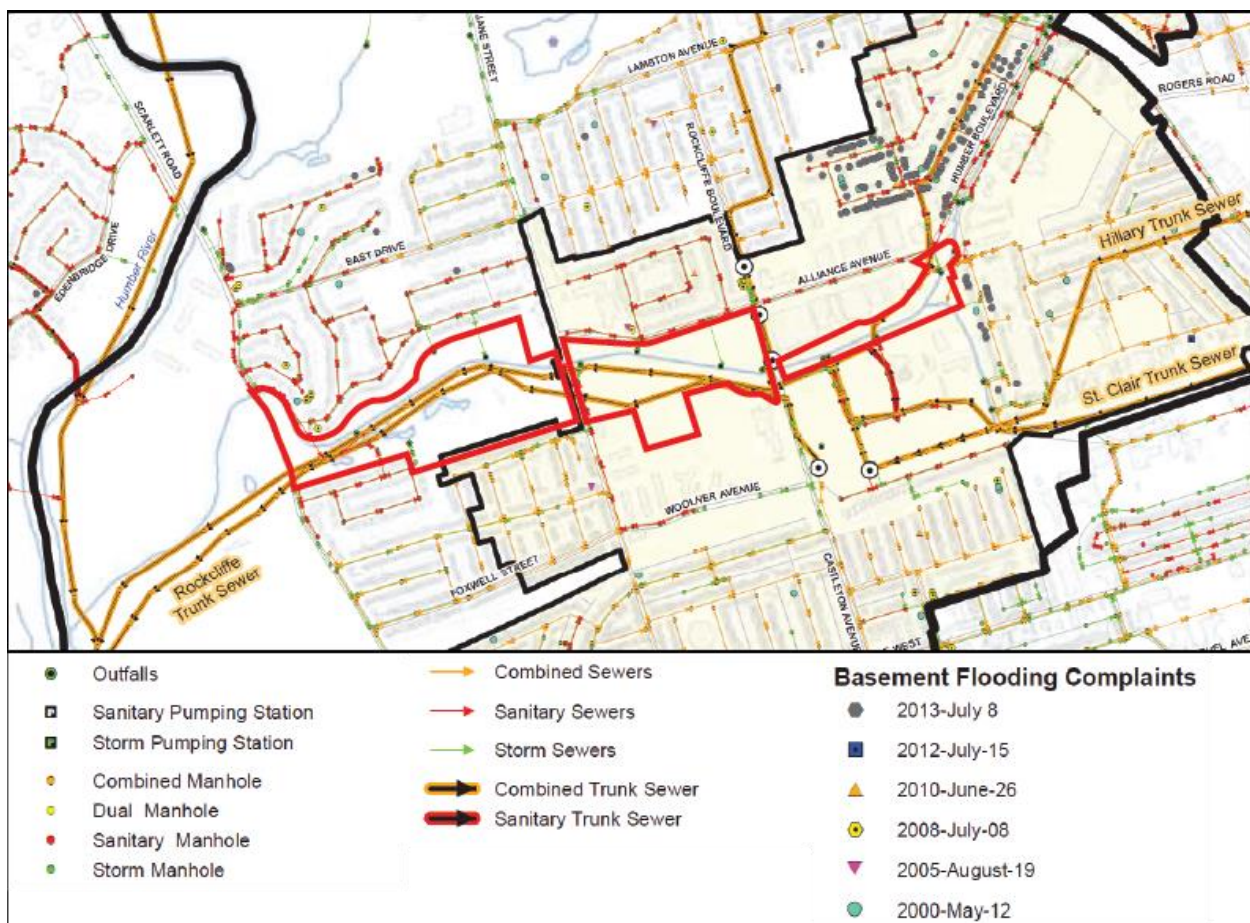 JANE STREET
LAMBTON AVENUE
ROGERS ROAD
SCARLETT ROAD
ROCKCLIFFE BOULEVARD
HUMBER BOULEVARD
EDENBRIDGE DRIVE
Humber River
EAST DRIVE
ALLIANCE AVENUE
Hillary Trunk Sewer
St. Clair Trunk Sewer
WOOLNER AVENUE
FOXWELL STREET
Rockcliffe
Trunk Sewer
CASTLETON AVENUE
WEST
Outfalls
Sanitary Pumping Station
Storm Pumping Station
Combined Manhole
Dual Manhole
Sanitary Manhole
Storm Manhole
Combined Sewers
Sanitary Sewers
Storm Sewers
Combined Trunk Sewer
Sanitary Trunk Sewer
Basement Flooding Complaints
2013-July 8
2012-July-15
2010-June-26
2008-July-08
2005-August-19
2000-May-12